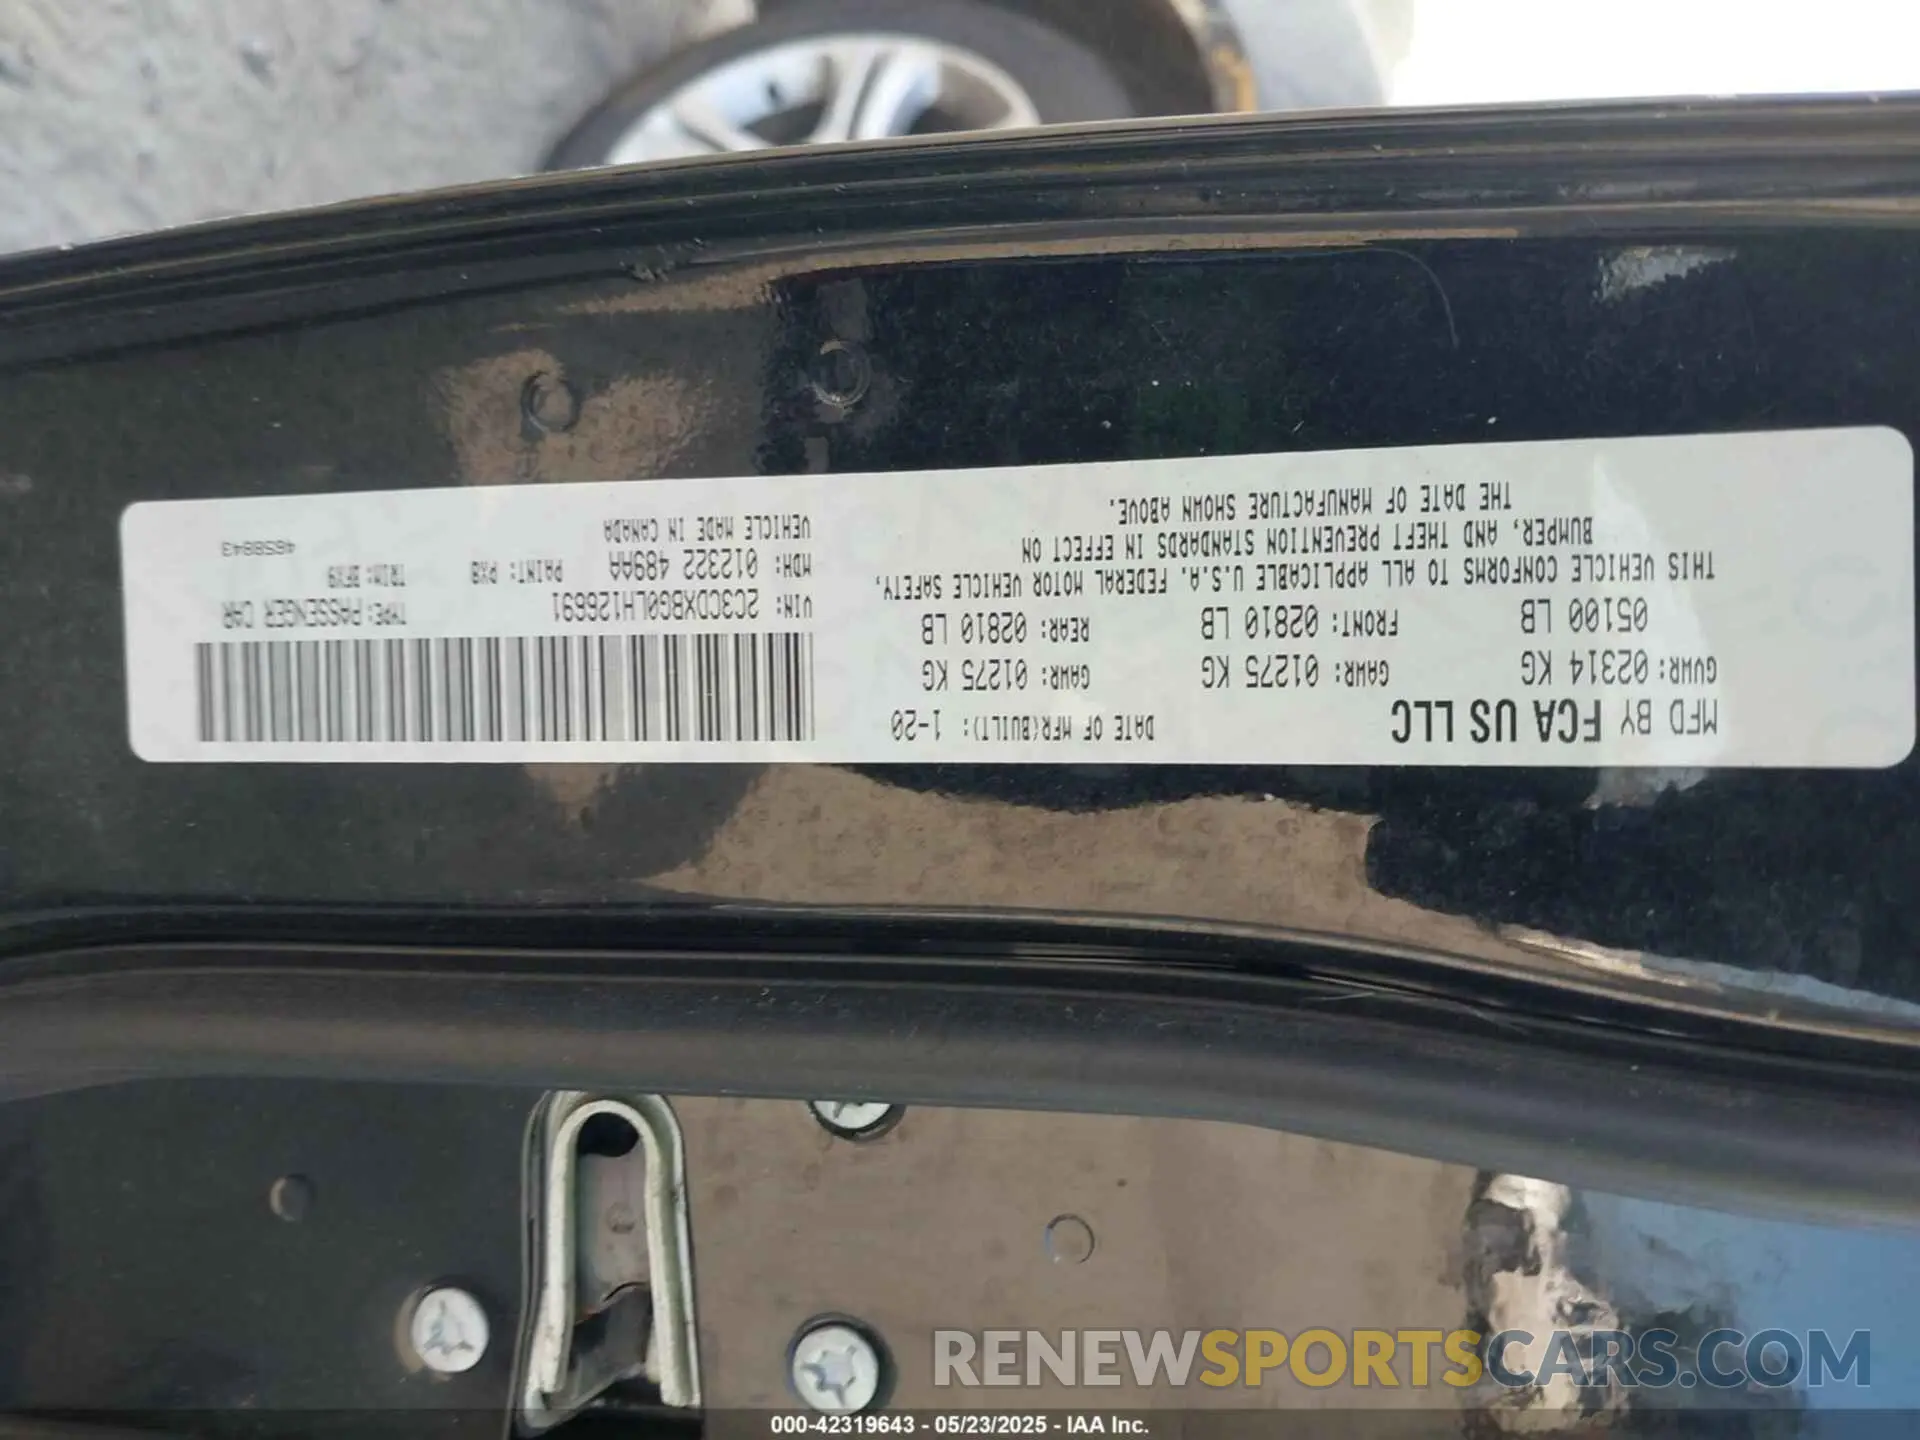 MFD BY FCA US LLC DATE OF MFR(BUILT): 1-20
GVWR: 02314 KG GAWR: 01275 KG GAWR: 01275 KG
05100 LB FRONT: 02810 LB REAR: 02810 LB
THIS VEHICLE CONFORMS TO ALL APPLICABLE U.S.A. FEDERAL MOTOR VEHICLE SAFETY,
BUMPER, AND THEFT PREVENTION STANDARDS IN EFFECT ON
THE DATE OF MANUFACTURE SHOWN ABOVE.
VIN: 2C3CDXBG0LH126691 TYPE: PASSENGER CAR
MDH: 012322 489AA PAINT: PX8 TRIM: BFX9
VEHICLE MADE IN CANADA 4658843
RENEWSPORTSCARS.COM
000-42319643 - 05/23/2025 - IAA Inc.